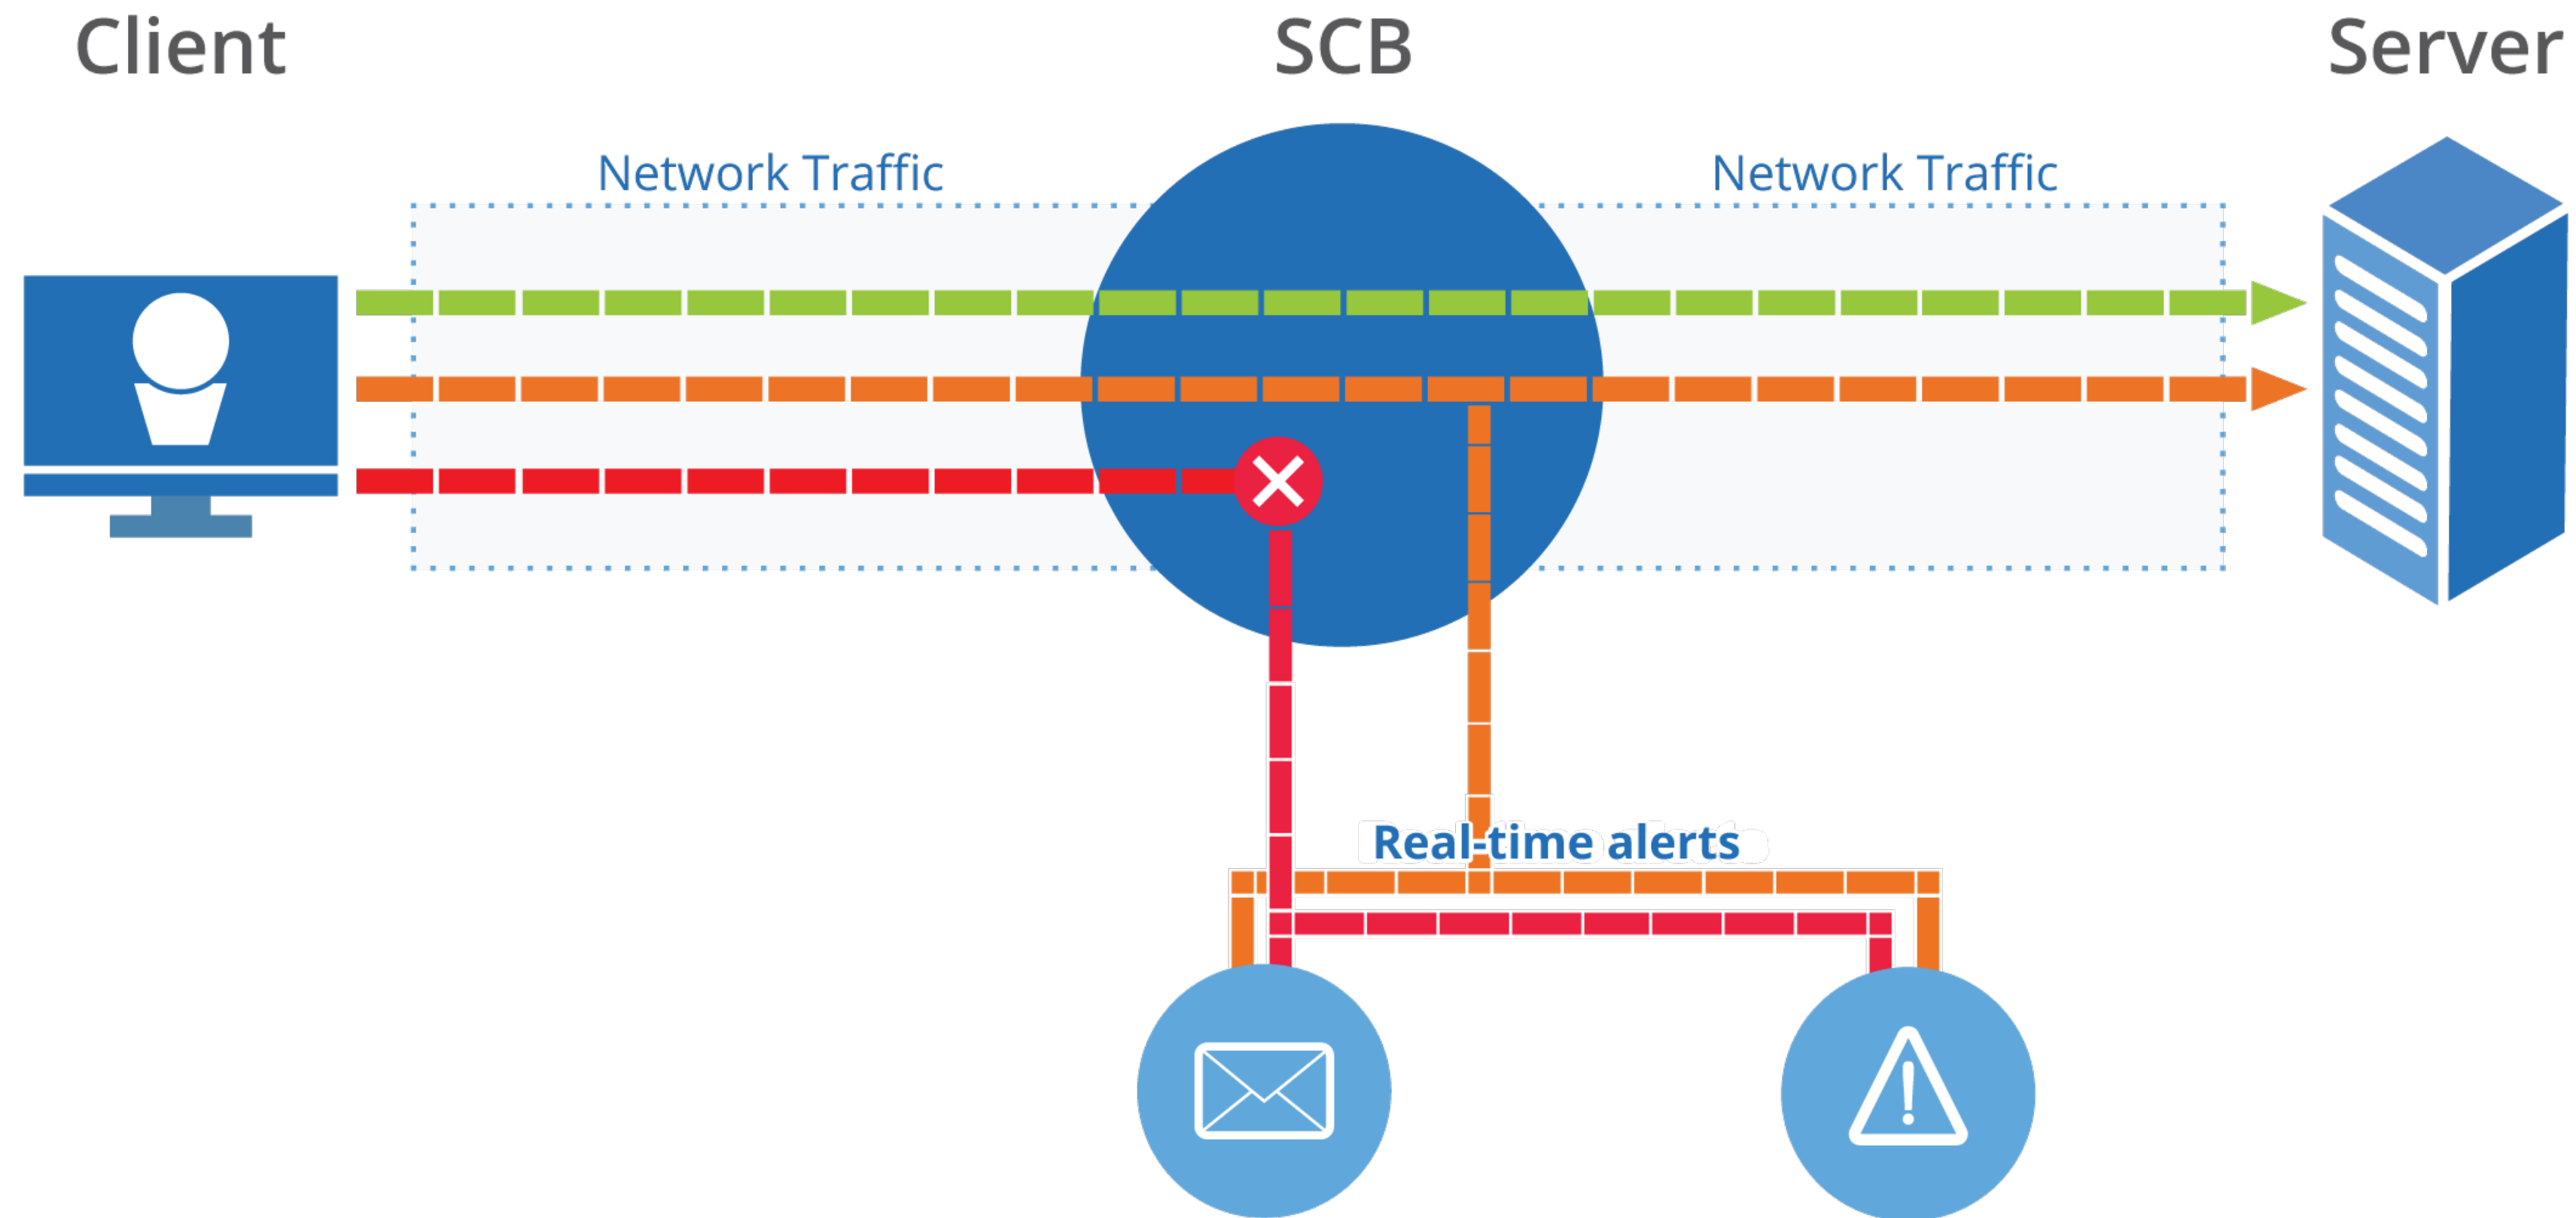 Client
SCB
Server
Network Traffic
Network Traffic
Real-time alerts